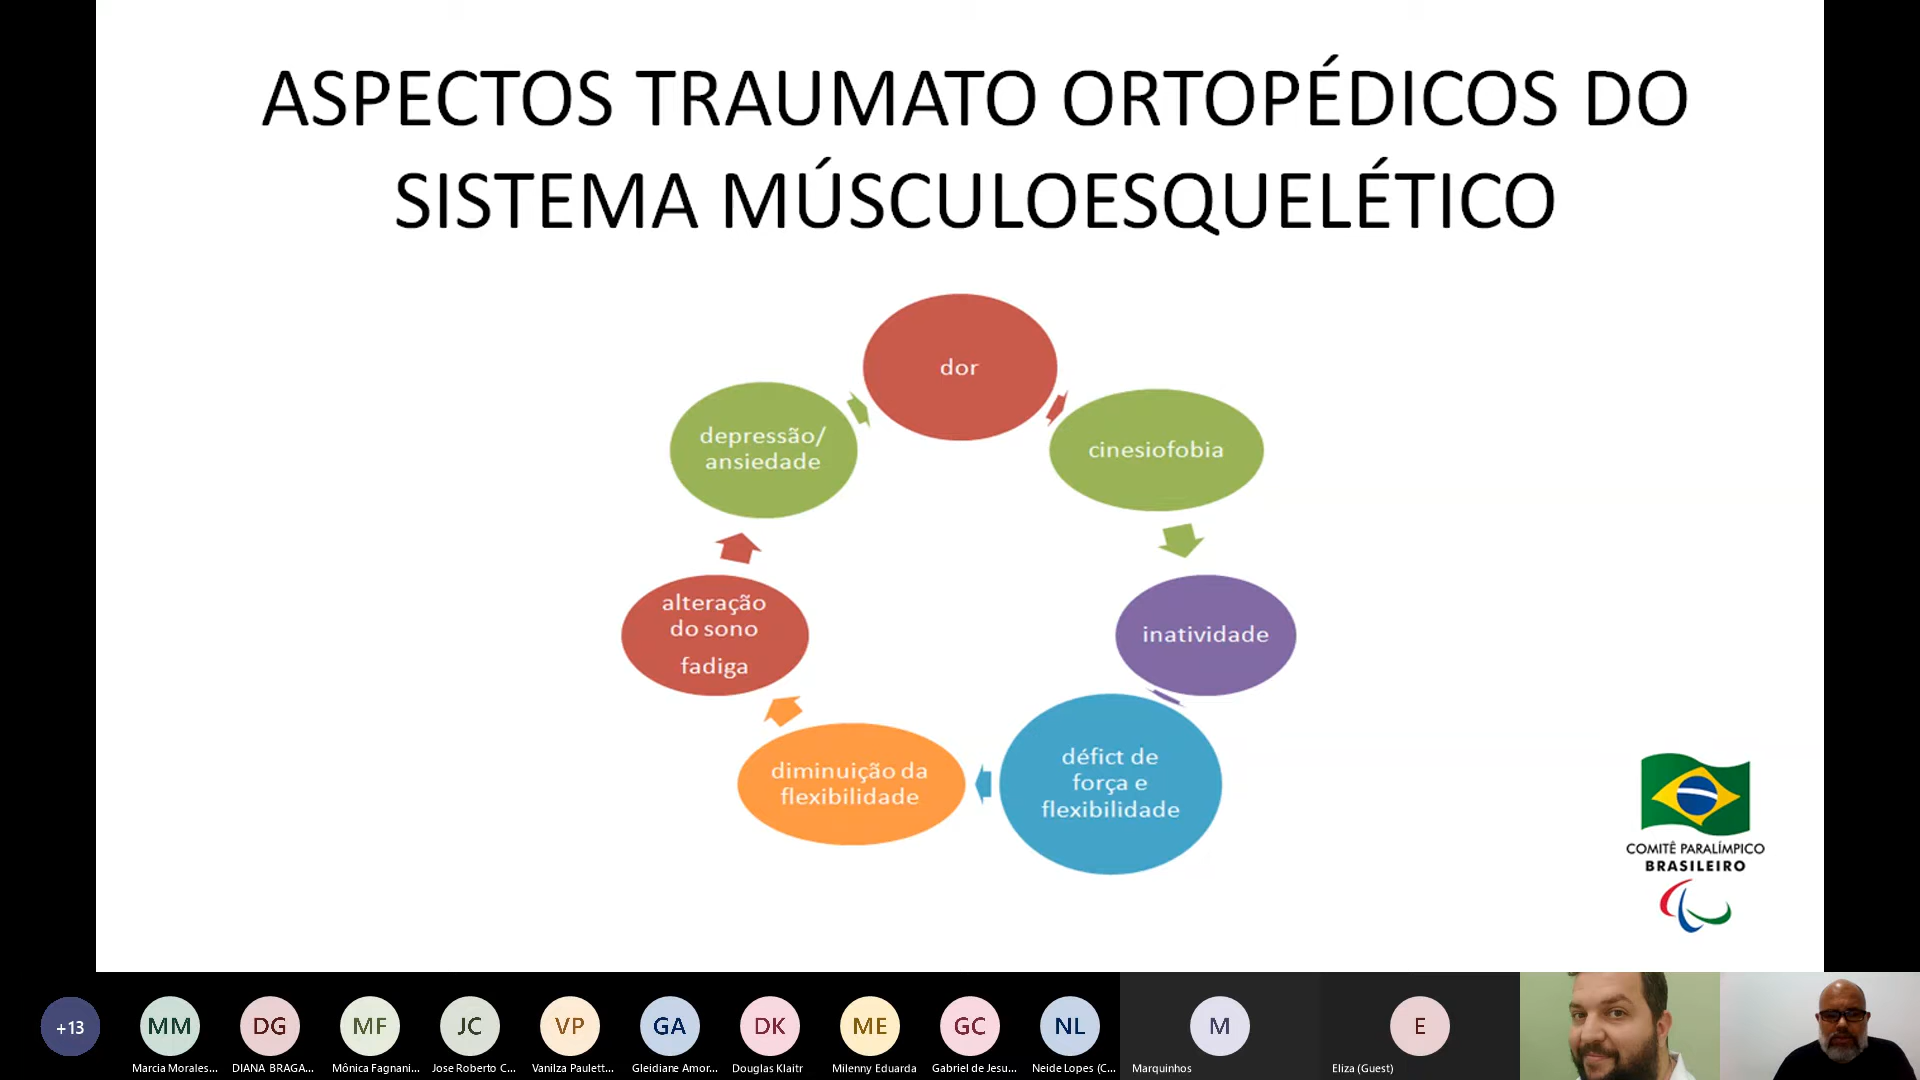 ASPECTOS TRAUMATO ORTOPÉDICOS DO
SISTEMA MÚSCULOESQUELÉTICO
dor
cinesiofobia
inatividade
défict de
força e
flexibilidade
diminuição da
flexibilidade
alteração
do sono
fadiga
depressão/
ansiedade
COMITÊ PARALÍMPICO
BRASILEIRO
+13
MM
DG
MF
JC
VP
GA
DK
ME
GC
NL
M
E
Marcia Morales...
DIANA BRAGA...
Mônica Fagnani...
Jose Roberto C...
Vanilza Paulett...
Gleidiane Amor...
Douglas Klaitr
Milenny Eduarda
Gabriel de Jesu...
Neide Lopes (C...
Marquinhos
Eliza (Guest)